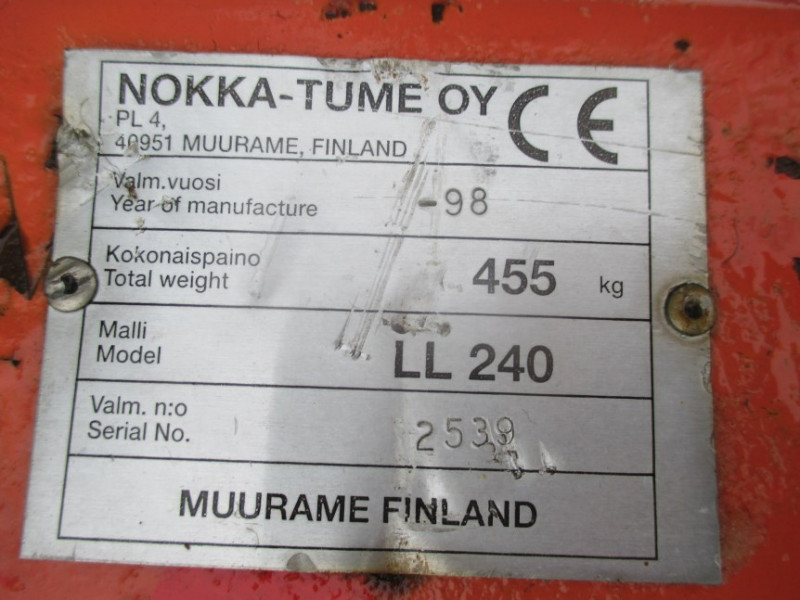 NOKKA-TUME OY CE
PL 4,
40951 MUURAME, FINLAND
Valm.vuosi
Year of manufacture -98
Kokonaispaino
Total weight 455 kg
Malli
Model LL 240
Valm. n:o
Serial No. 2539
MUURAME FINLAND